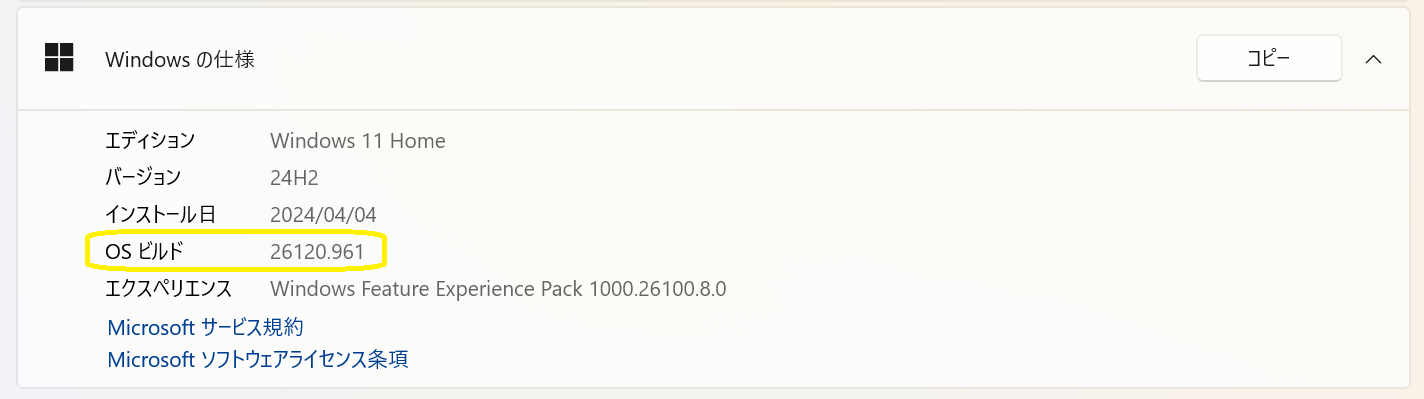 Windows の仕様
コピー
エディション Windows 11 Home
バージョン 24H2
インストール日 2024/04/04
OS ビルド 26120.961
エクスペリエンス Windows Feature Experience Pack 1000.26100.8.0
Microsoft サービス規約
Microsoft ソフトウェアライセンス条項